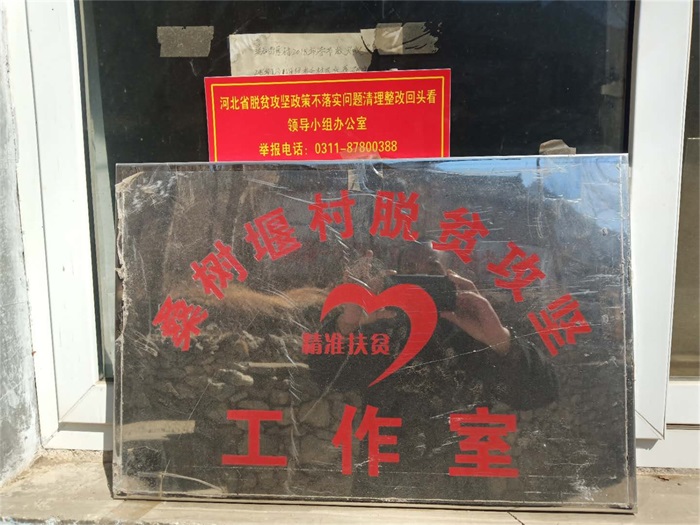 河北省脱贫攻坚政策不落实问题清理整改回头看
领导小组办公室
举报电话：0311-87800388
桑树堰村脱贫攻坚
精准扶贫
工作室